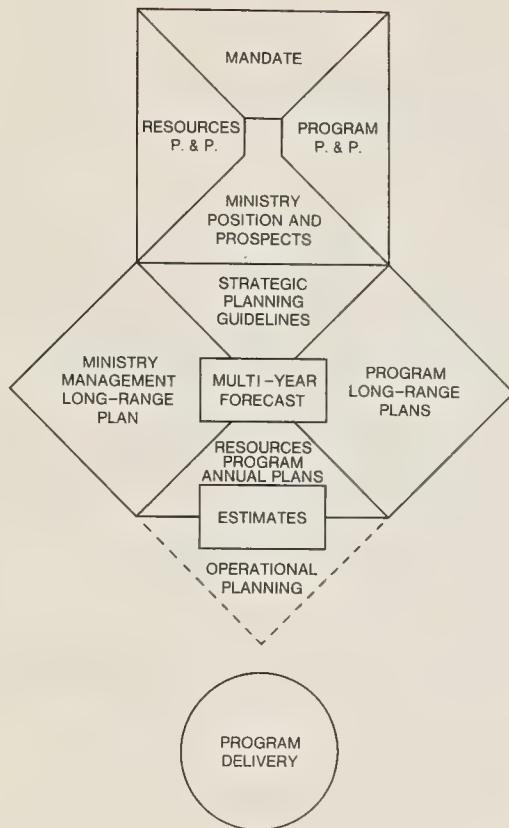 MANDATE
RESOURCES
P. & P.
PROGRAM
P. & P.
MINISTRY
POSITION AND
PROSPECTS
STRATEGIC
PLANNING
GUIDELINES
MINISTRY
MANAGEMENT
LONG-RANGE
PLAN
MULTI-YEAR
FORECAST
PROGRAM
LONG-RANGE
PLANS
RESOURCES
PROGRAM
ANNUAL PLANS
ESTIMATES
OPERATIONAL
PLANNING
PROGRAM
DELIVERY